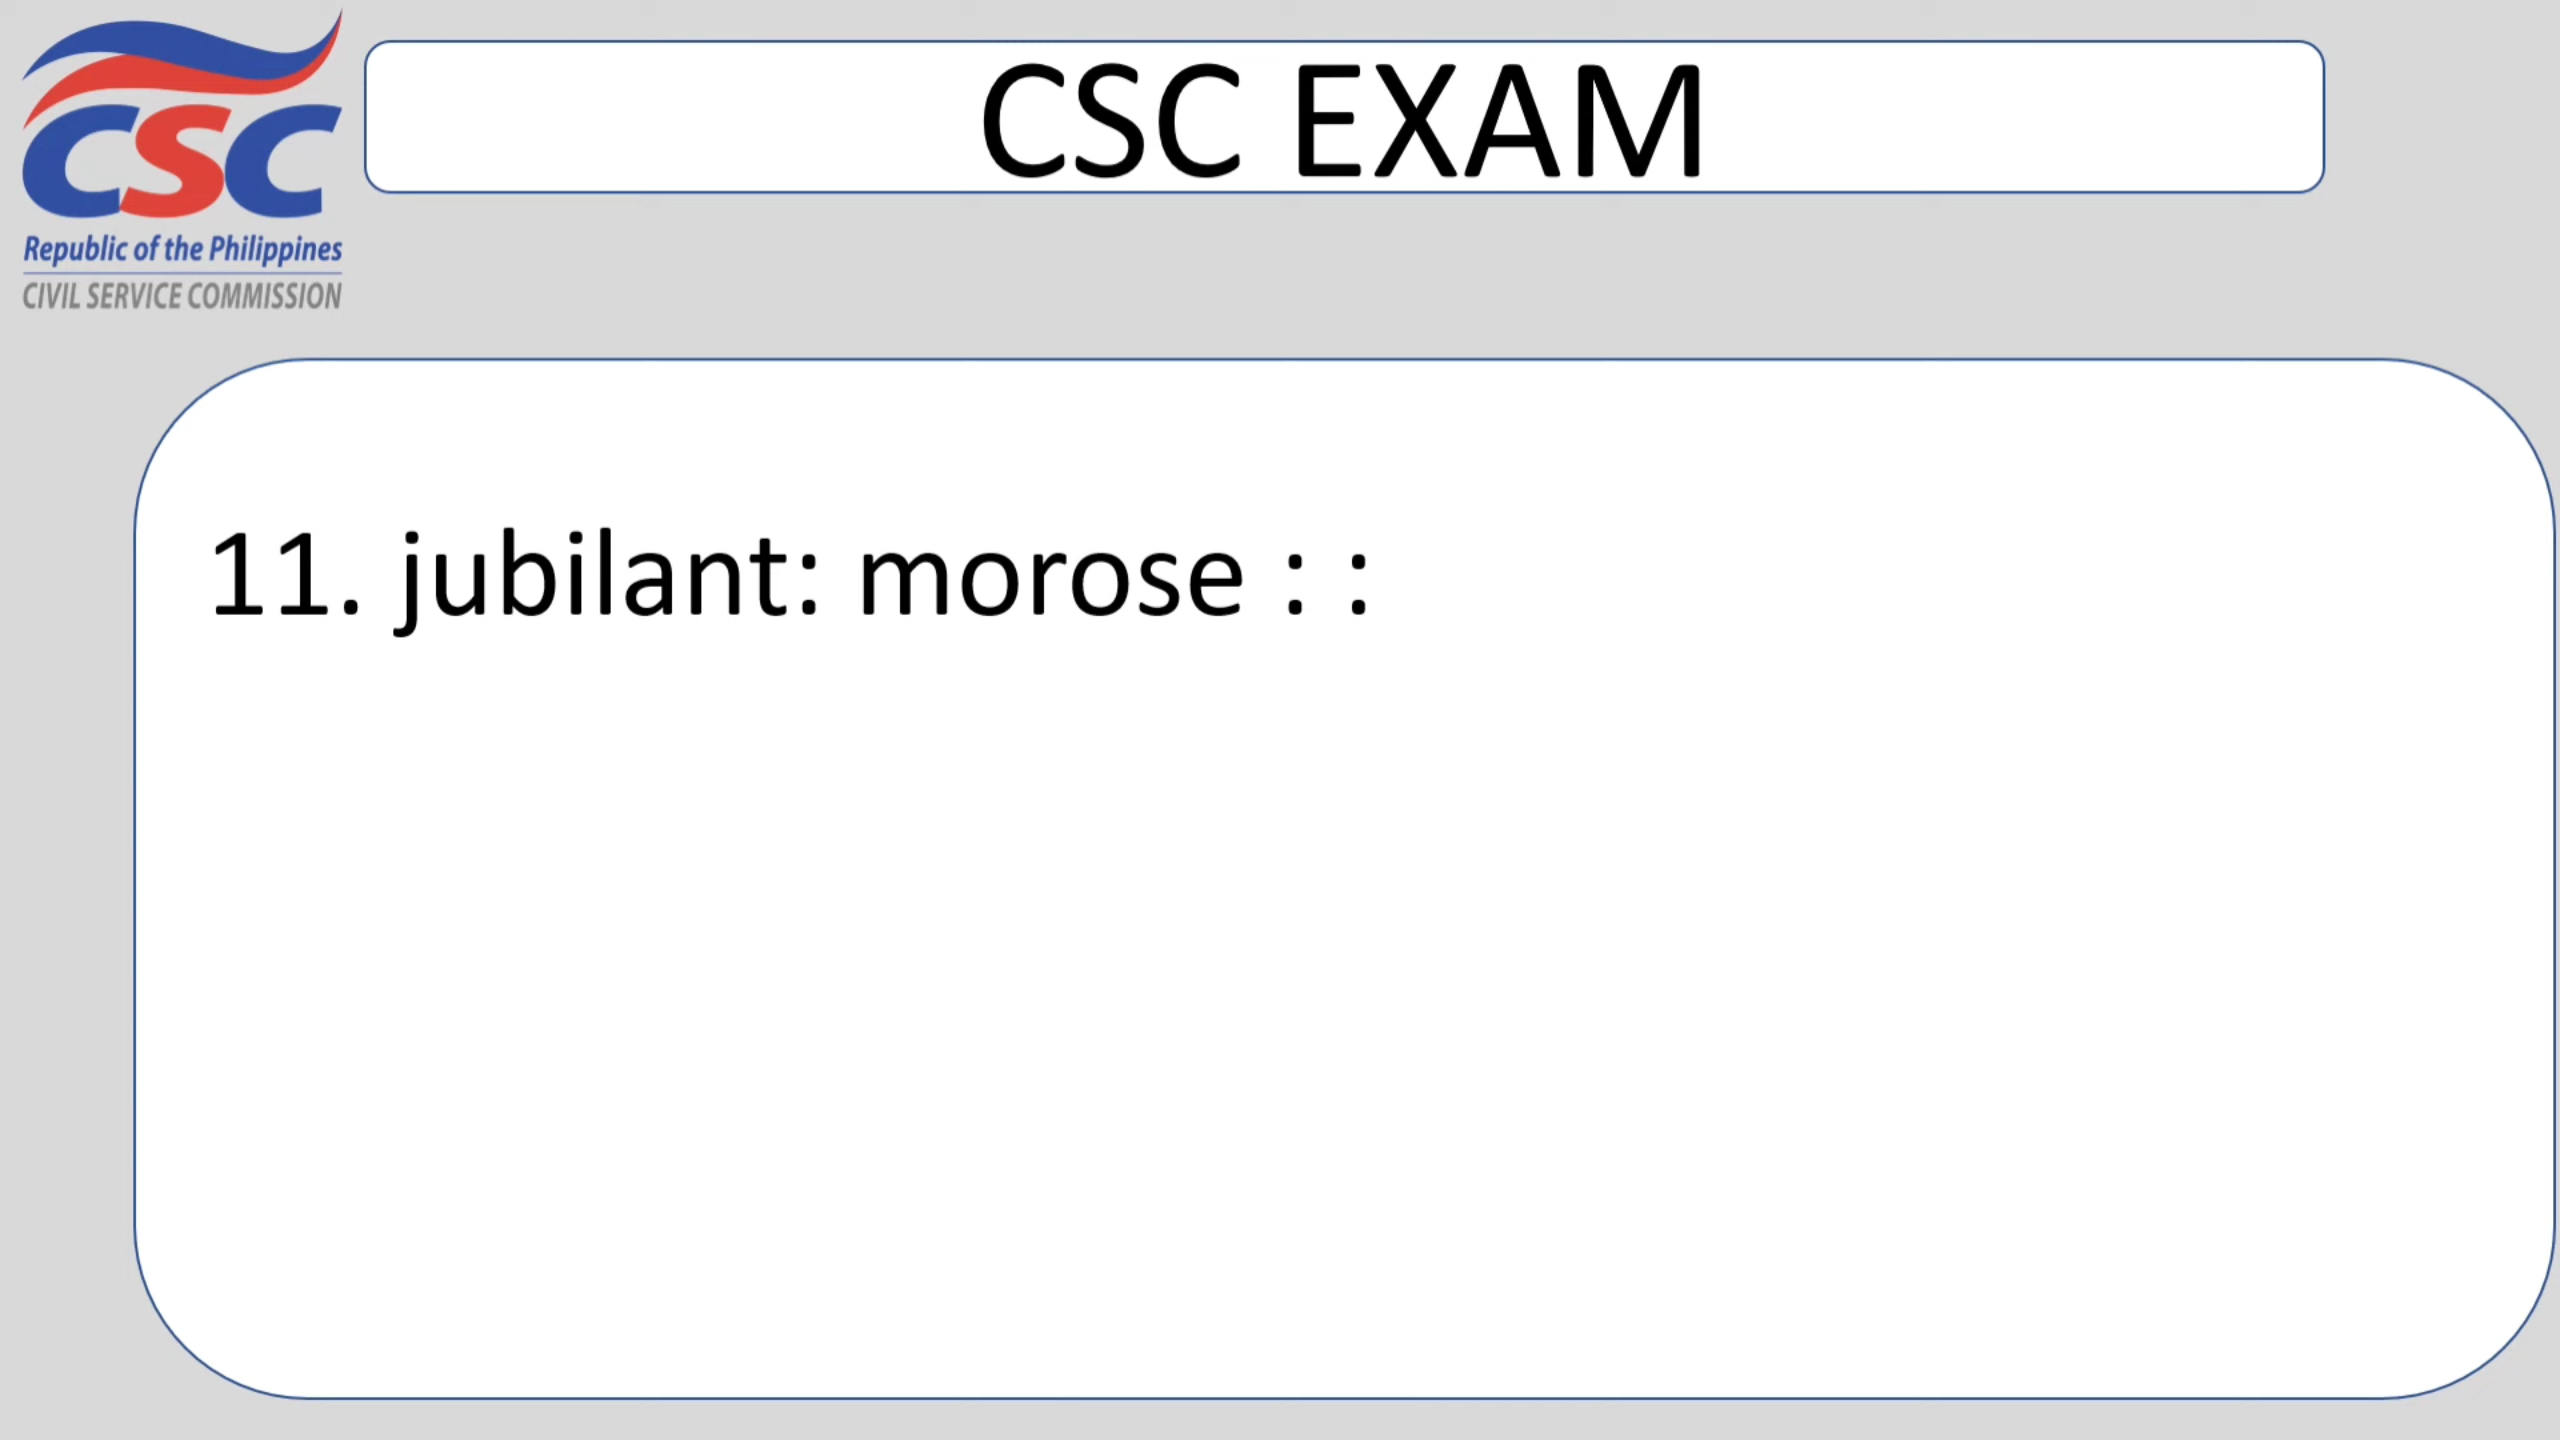 CSC EXAM
CSC
Republic of the Philippines
CIVIL SERVICE COMMISSION
11. jubilant: morose : :